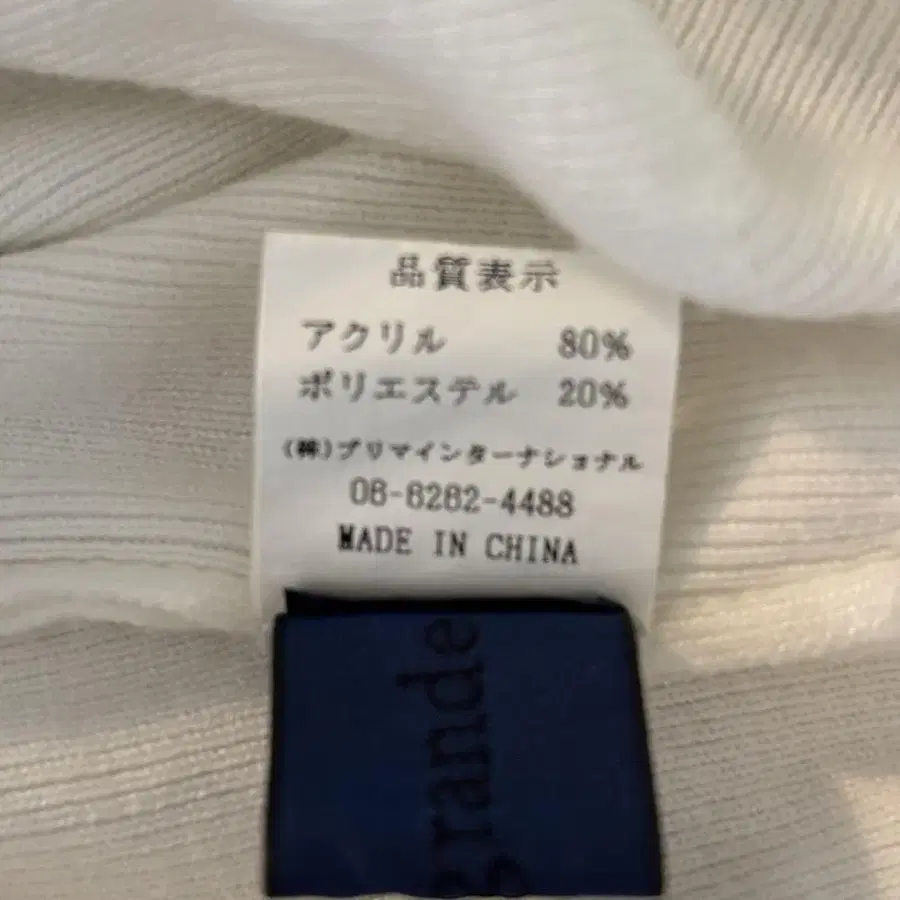 品質表示
アクリル 80%
ポリエステル 20%
(株)プリマインターナショナル
06-6262-4488
MADE IN CHINA
grande